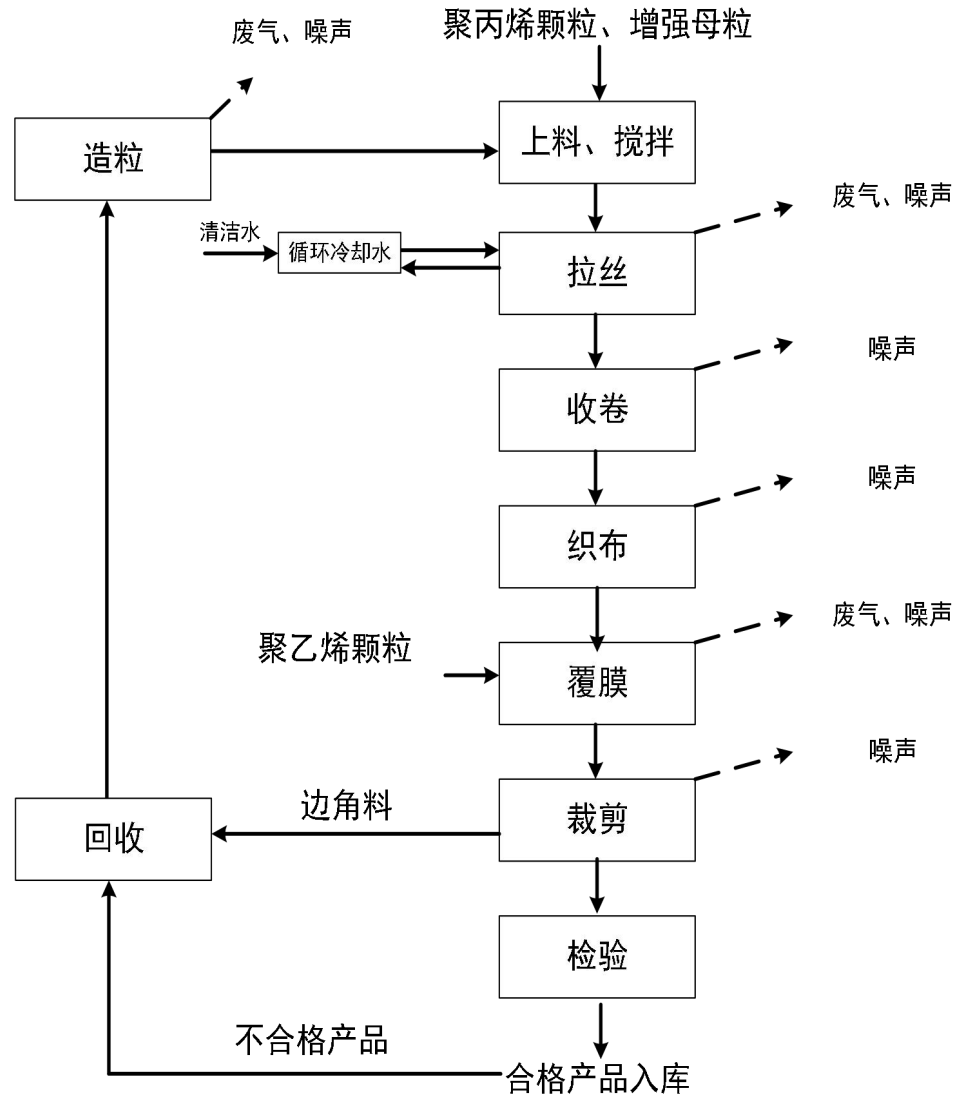 聚丙烯颗粒、增强母粒
废气、噪声
造粒
上料、搅拌
废气、噪声
清洁水
循环冷却水
拉丝
噪声
收卷
噪声
织布
废气、噪声
聚乙烯颗粒
覆膜
噪声
边角料
裁剪
回收
检验
不合格产品
合格产品入库